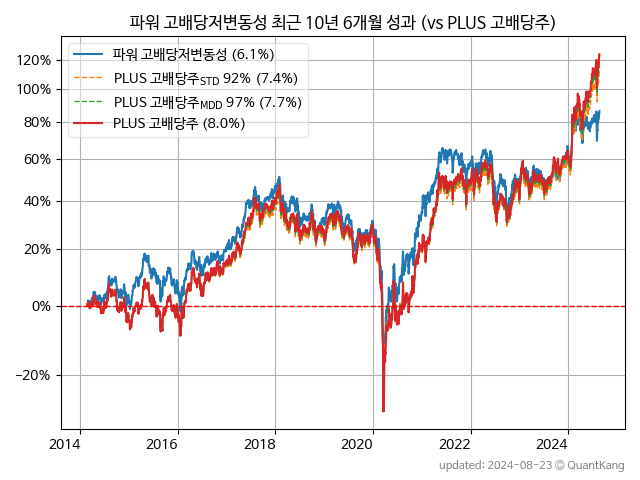 파워 고배당저변동성 최근 10년 6개월 성과 (vs PLUS 고배당주)
파워 고배당저변동성 (6.1%)
PLUS 고배당주STD 92% (7.4%)
PLUS 고배당주MDD 97% (7.7%)
PLUS 고배당주 (8.0%)
120%
100%
80%
60%
40%
20%
0%
−20%
2014 2016 2018 2020 2022 2024
updated: 2024-08-23 © QuantKang